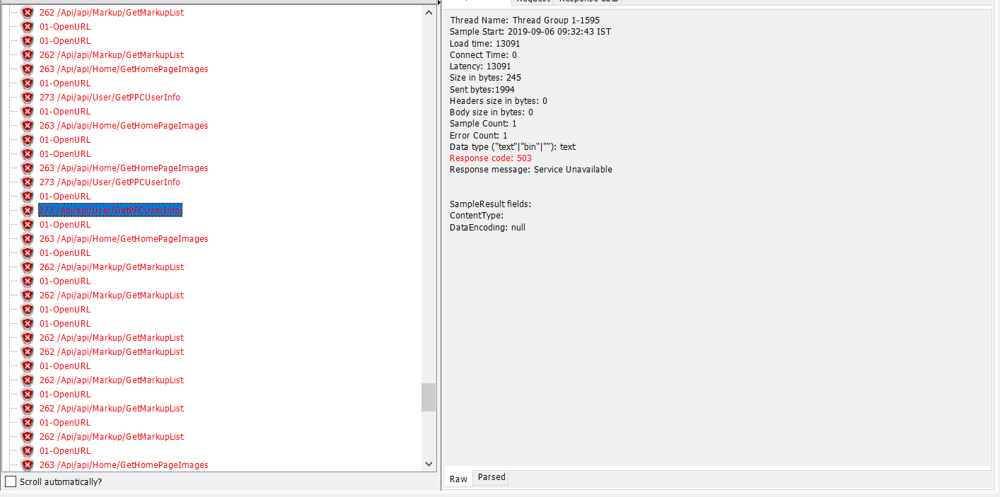 Request
Response data
262 /Api/api/Markup/GetMarkupList
01-OpenURL
01-OpenURL
262 /Api/api/Markup/GetMarkupList
263 /Api/api/Home/GetHomePageImages
01-OpenURL
273 /Api/api/User/GetPPCUserInfo
01-OpenURL
263 /Api/api/Home/GetHomePageImages
01-OpenURL
01-OpenURL
263 /Api/api/Home/GetHomePageImages
273 /Api/api/User/GetPPCUserInfo
01-OpenURL
273 /Api/api/User/GetPPCUserInfo
01-OpenURL
263 /Api/api/Home/GetHomePageImages
01-OpenURL
262 /Api/api/Markup/GetMarkupList
01-OpenURL
262 /Api/api/Markup/GetMarkupList
01-OpenURL
01-OpenURL
262 /Api/api/Markup/GetMarkupList
262 /Api/api/Markup/GetMarkupList
01-OpenURL
262 /Api/api/Markup/GetMarkupList
01-OpenURL
262 /Api/api/Markup/GetMarkupList
01-OpenURL
262 /Api/api/Markup/GetMarkupList
01-OpenURL
263 /Api/api/Home/GetHomePageImages
Scroll automatically?
Thread Name: Thread Group 1-1595
Sample Start: 2019-09-06 09:32:43 IST
Load time: 13091
Connect Time: 0
Latency: 13091
Size in bytes: 245
Sent bytes:1994
Headers size in bytes: 0
Body size in bytes: 0
Sample Count: 1
Error Count: 1
Data type ("text"|"bin"|""): text
Response code: 503
Response message: Service Unavailable
SampleResult fields:
ContentType:
DataEncoding: null
Raw
Parsed